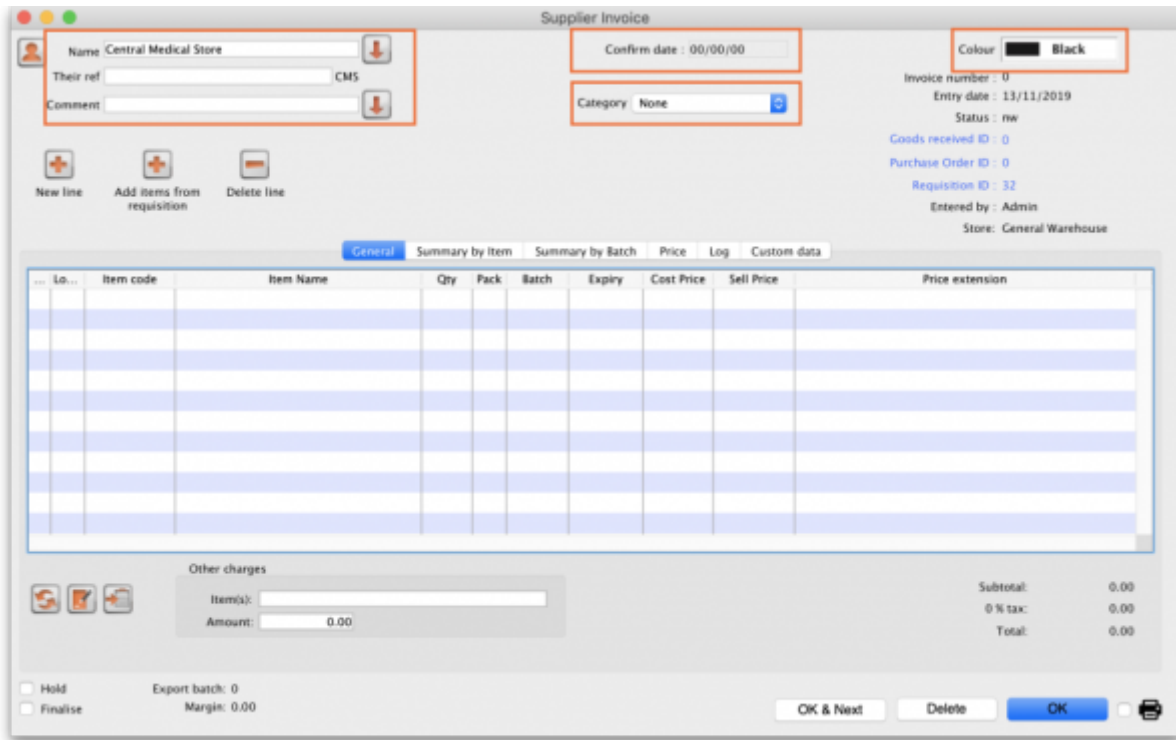 Supplier Invoice
Name Central Medical Store
Their ref CMS
Comment
Confirm date : 00/00/00
Category None
Colour Black
Invoice number : 0
Entry date : 13/11/2019
Status : nw
Goods received ID : 0
Purchase Order ID : 0
Requisition ID : 32
Entered by : Admin
Store: General Warehouse
New line
Add items from
requisition
Delete line
General Summary by Item Summary by Batch Price Log Custom data
... Lo... Item code Item Name Qty Pack Batch Expiry Cost Price Sell Price Price extension
Other charges
Item(s):
Amount: 0.00
Subtotal: 0.00
0 % tax: 0.00
Total: 0.00
Hold
Finalise
Export batch: 0
Margin: 0.00
OK & Next Delete OK